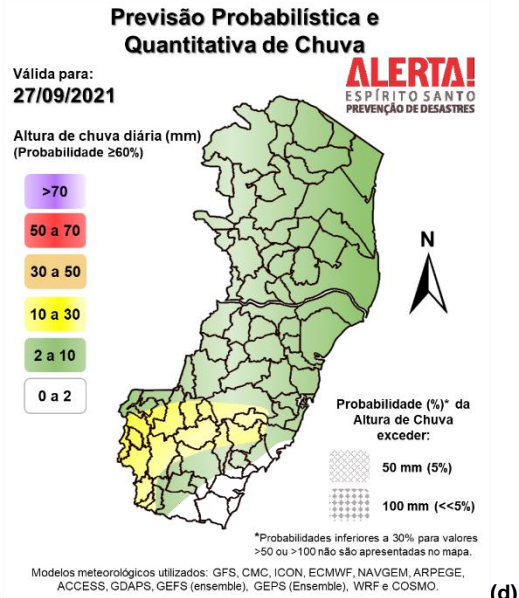 Previsão Probabilística e
Quantitativa de Chuva
Válida para:
27/09/2021
ALERTA!
ESPÍRITO SANTO
PREVENÇÃO DE DESASTRES
Altura de chuva diária (mm)
(Probabilidade ≥60%)
>70
50 a 70
30 a 50
10 a 30
2 a 10
0 a 2
N
Probabilidade (%)* da
Altura de Chuva
exceder:
50 mm (5%)
100 mm (<<5%)
*Probabilidades inferiores a 30% para valores
>50 ou >100 não são apresentadas no mapa.
Modelos meteorológicos utilizados: GFS, CMC, ICON, ECMWF, NAVGEM, ARPEGE,
ACCESS, GDAPS, GEFS (ensemble), GEPS (Ensemble), WRF e COSMO.
(d)